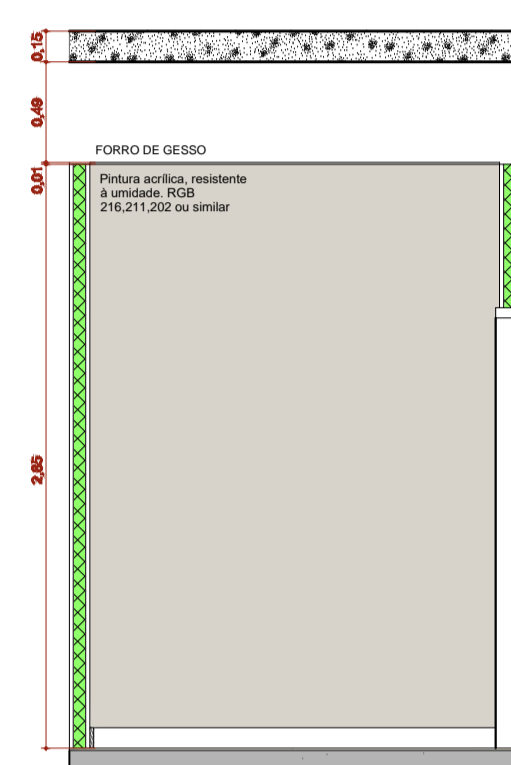 0,15
0,49
FORRO DE GESSO
0,01
Pintura acrílica, resistente
à umidade. RGB
216,211,202 ou similar
2,85